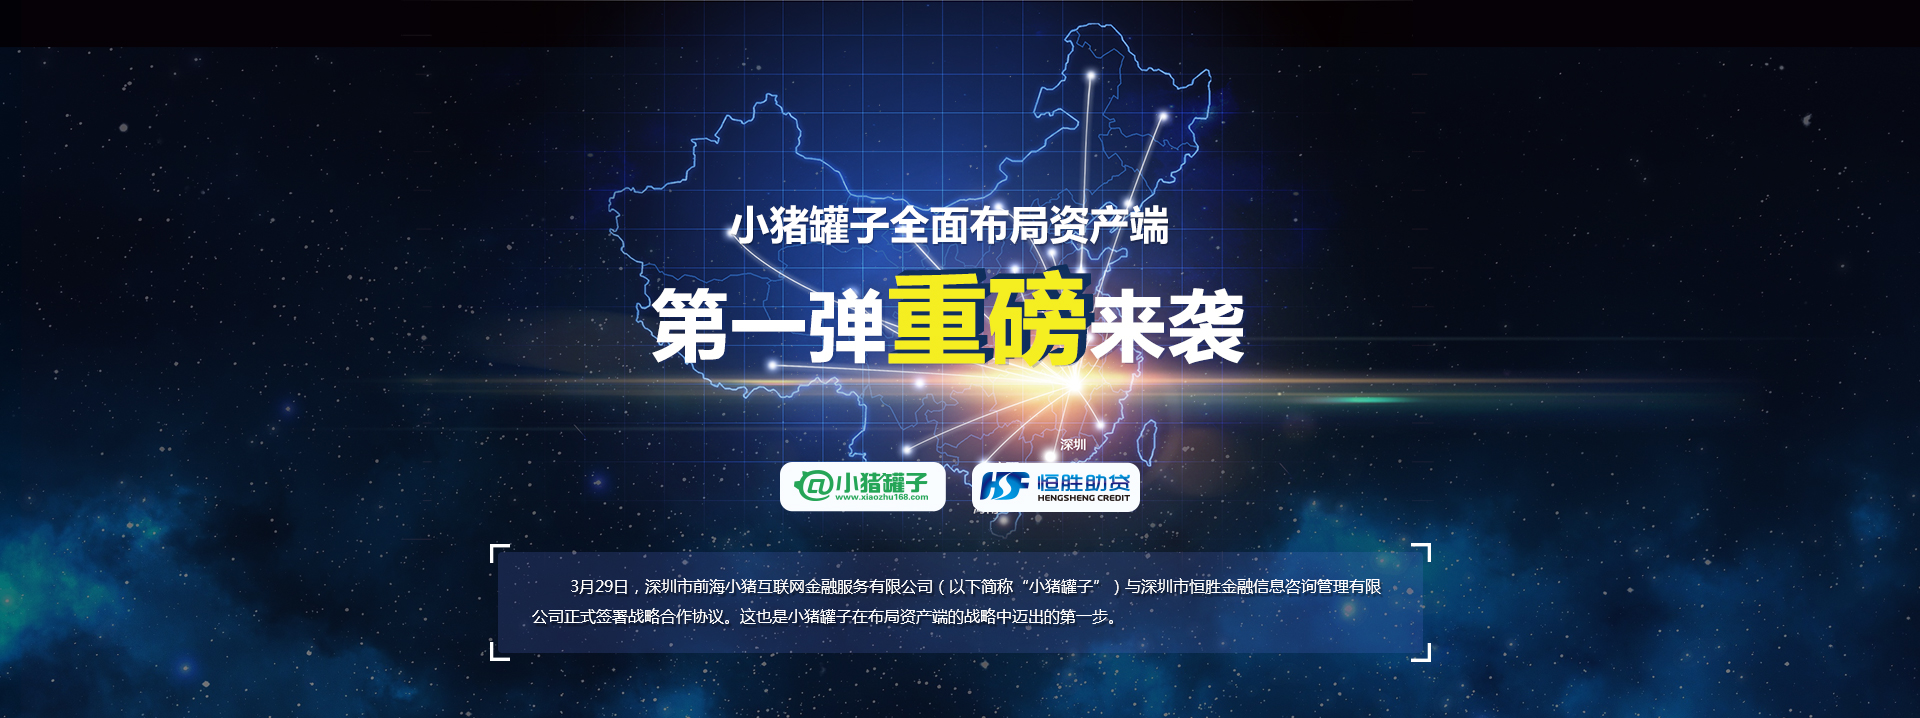 小猪罐子全面布局资产端
第一弹重磅来袭
深圳
@小猪罐子
www.xiaozhu168.com
HSF 恒胜助贷
HENGSHENG CREDIT
3月29日，深圳市前海小猪互联网金融服务有限公司（以下简称“小猪罐子”）与深圳市恒胜金融信息咨询管理有限
公司正式签署战略合作协议。这也是小猪罐子在布局资产端的战略中迈出的第一步。